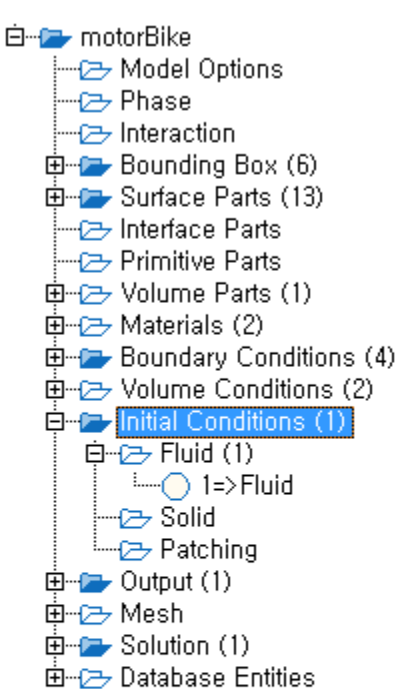 motorBike
Model Options
Phase
Interaction
Bounding Box (6)
Surface Parts (13)
Interface Parts
Primitive Parts
Volume Parts (1)
Materials (2)
Boundary Conditions (4)
Volume Conditions (2)
Initial Conditions (1)
Fluid (1)
1=>Fluid
Solid
Patching
Output (1)
Mesh
Solution (1)
Database Entities